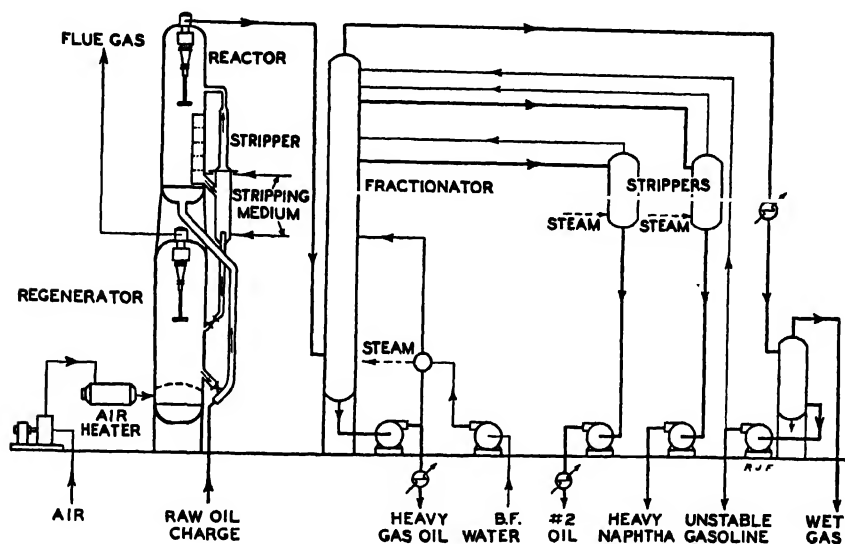 FLUE GAS
REACTOR
STRIPPER
STRIPPING
MEDIUM
FRACTIONATOR
STRIPPERS
STEAM
STEAM
REGENERATOR
STEAM
AIR
HEATER
R J F
AIR
RAW OIL
CHARGE
HEAVY
GAS OIL
B.F.
WATER
#2
OIL
HEAVY
NAPHTHA
UNSTABLE
GASOLINE
WET
GAS